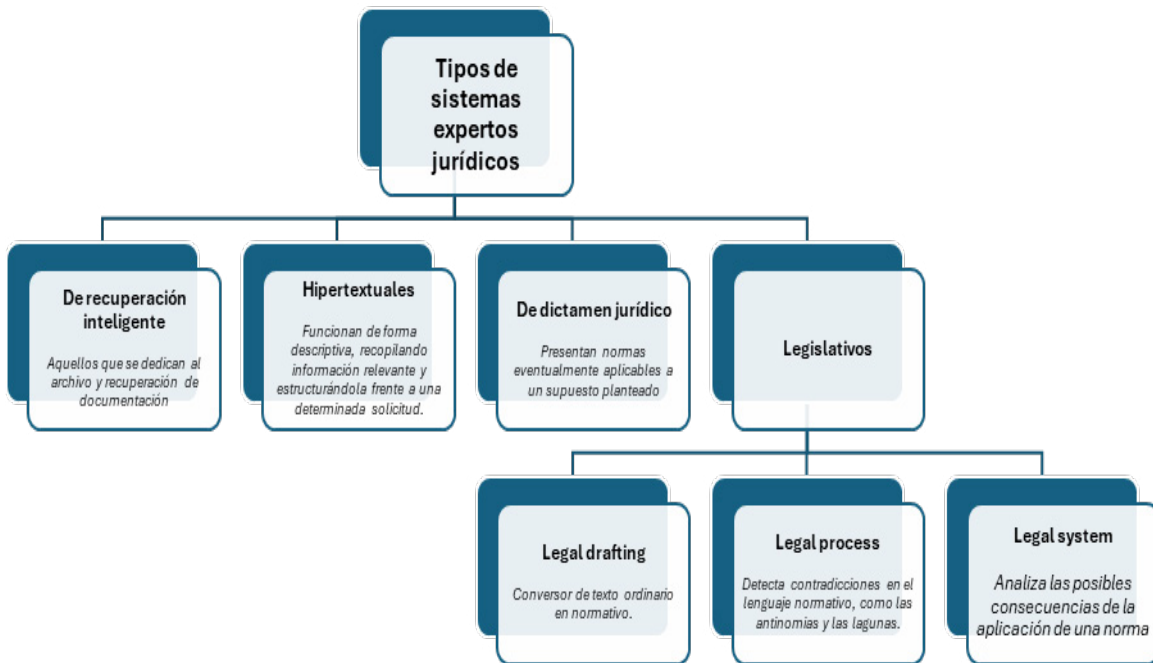 Tipos de
sistemas
expertos
jurídicos
De recuperación
inteligente
Aquellos que se dedican al
archivo y recuperación de
documentación
Hipertextuales
Funcionan de forma
descriptiva, recopilando
información relevante y
estructurándola frente a una
determinada solicitud.
De dictamen jurídico
Presentan normas
eventualmente aplicables a
un supuesto planteado
Legislativos
Legal drafting
Conversor de texto ordinario
en normativo.
Legal process
Detecta contradicciones en el
lenguaje normativo, como las
antinomias y las lagunas.
Legal system
Analiza las posibles
consecuencias de la
aplicación de una norma